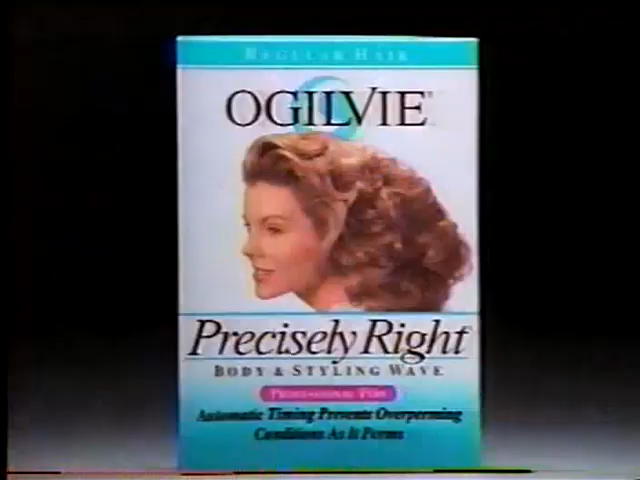 REGULAR HAIR
OGILVIE
Precisely Right
BODY & STYLING WAVE
PROFESSIONAL PERM
Automatic Timing Prevents Overperming
Conditions As It Perms